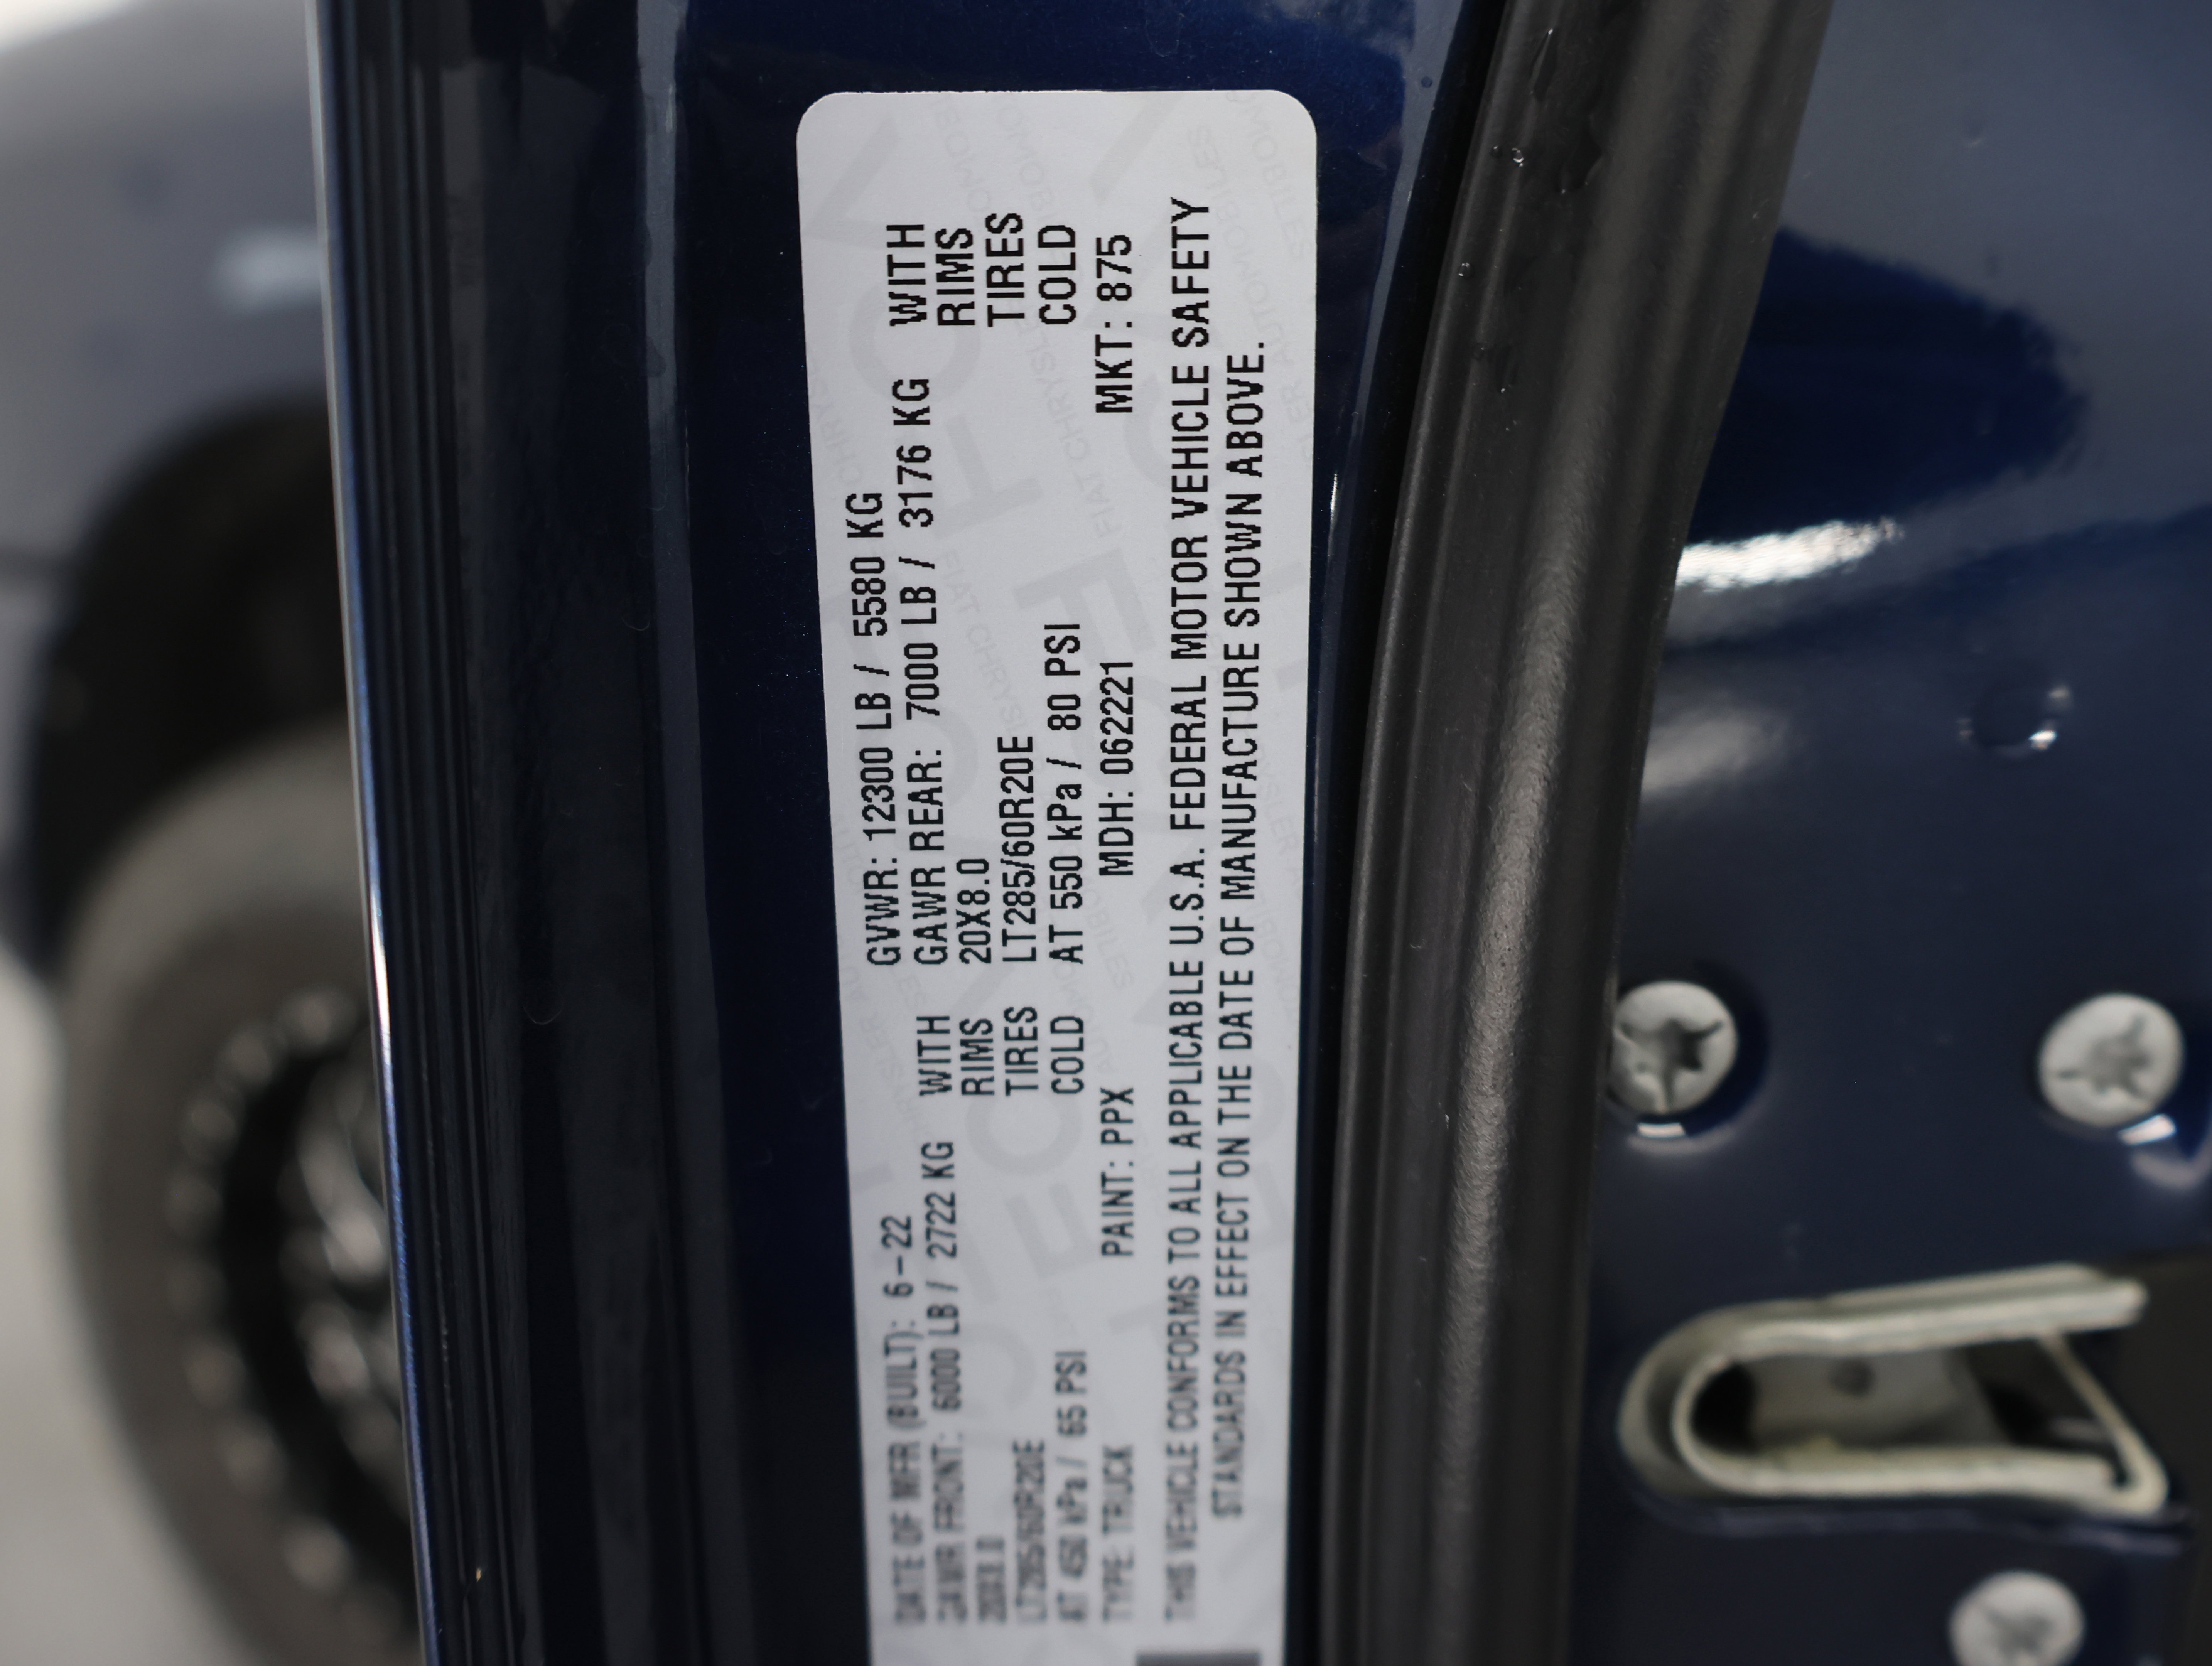 DATE OF MFR (BUILT): 6-22 GVWR: 12300 LB / 5580 KG
GAWR FRONT: 6000 LB / 2722 KG WITH GAWR REAR: 7000 LB / 3176 KG WITH
20X8.0 RIMS 20X8.0 RIMS
LT285/60R20E TIRES LT285/60R20E TIRES
AT 450 kPa / 65 PSI COLD AT 550 kPa / 80 PSI COLD
TYPE: TRUCK PAINT: PPX MDH: 062221 MKT: 875
THIS VEHICLE CONFORMS TO ALL APPLICABLE U.S.A. FEDERAL MOTOR VEHICLE SAFETY
STANDARDS IN EFFECT ON THE DATE OF MANUFACTURE SHOWN ABOVE.